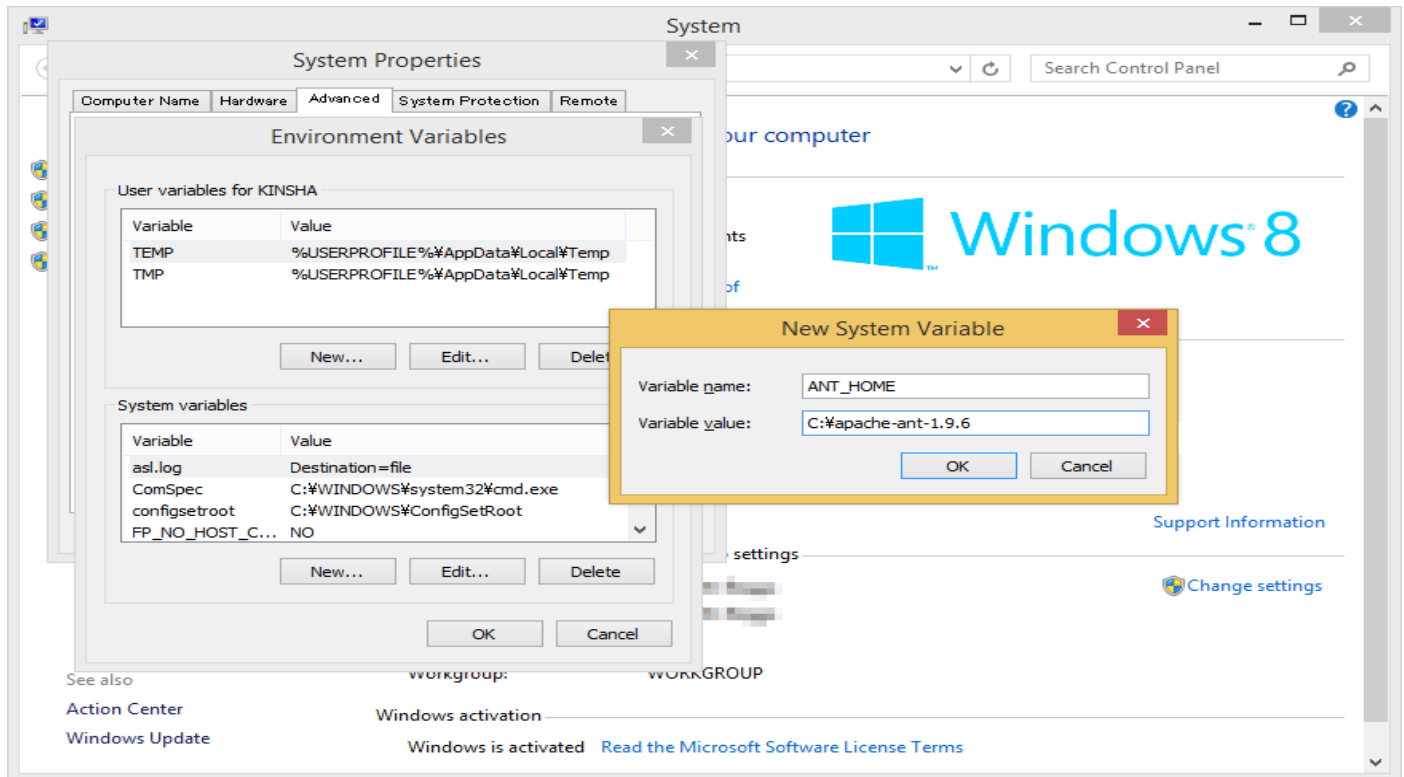 System
System Properties
Search Control Panel
Computer Name Hardware Advanced System Protection Remote
Environment Variables
our computer
User variables for KINSHA
Variable Value
TEMP %USERPROFILE%¥AppData¥Local¥Temp
TMP %USERPROFILE%¥AppData¥Local¥Temp
New... Edit... Delet
nts
Windows 8
™
of
New System Variable
Variable name: ANT_HOME
Variable value: C:¥apache-ant-1.9.6
OK Cancel
System variables
Variable Value
asl.log Destination=file
ComSpec C:¥WINDOWS¥system32¥cmd.exe
configsetroot C:¥WINDOWS¥ConfigSetRoot
FP_NO_HOST_C... NO
New... Edit... Delete
OK Cancel
Support Information
settings
Change settings
Workgroup: WORKGROUP
See also
Action Center
Windows Update
Windows activation
Windows is activated Read the Microsoft Software License Terms